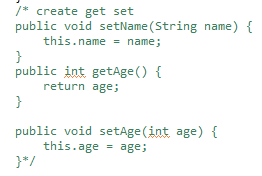 /* create get set
public void setName(String name) {
    this.name = name;
}
public int getAge() {
    return age;
}

public void setAge(int age) {
    this.age = age;
}*/